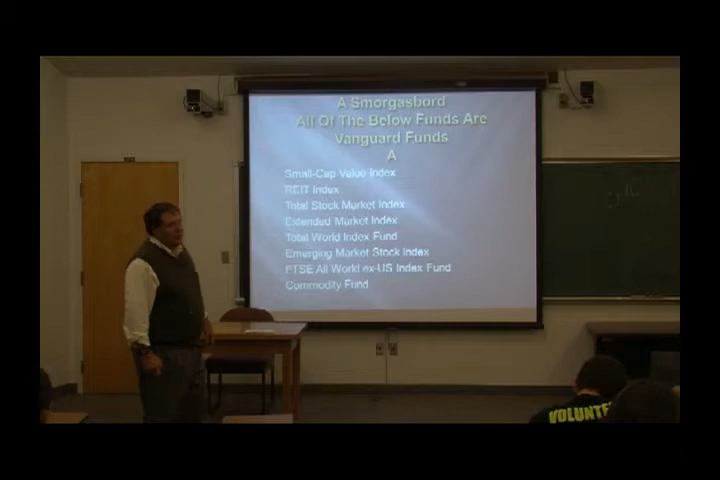 A Smorgasbord
All Of The Below Funds Are
Vanguard Funds
A
Small-Cap Value Index
REIT Index
Total Stock Market Index
Extended Market Index
Total World Index Fund
Emerging Market Stock Index
FTSE All World ex-US Index Fund
Commodity Fund